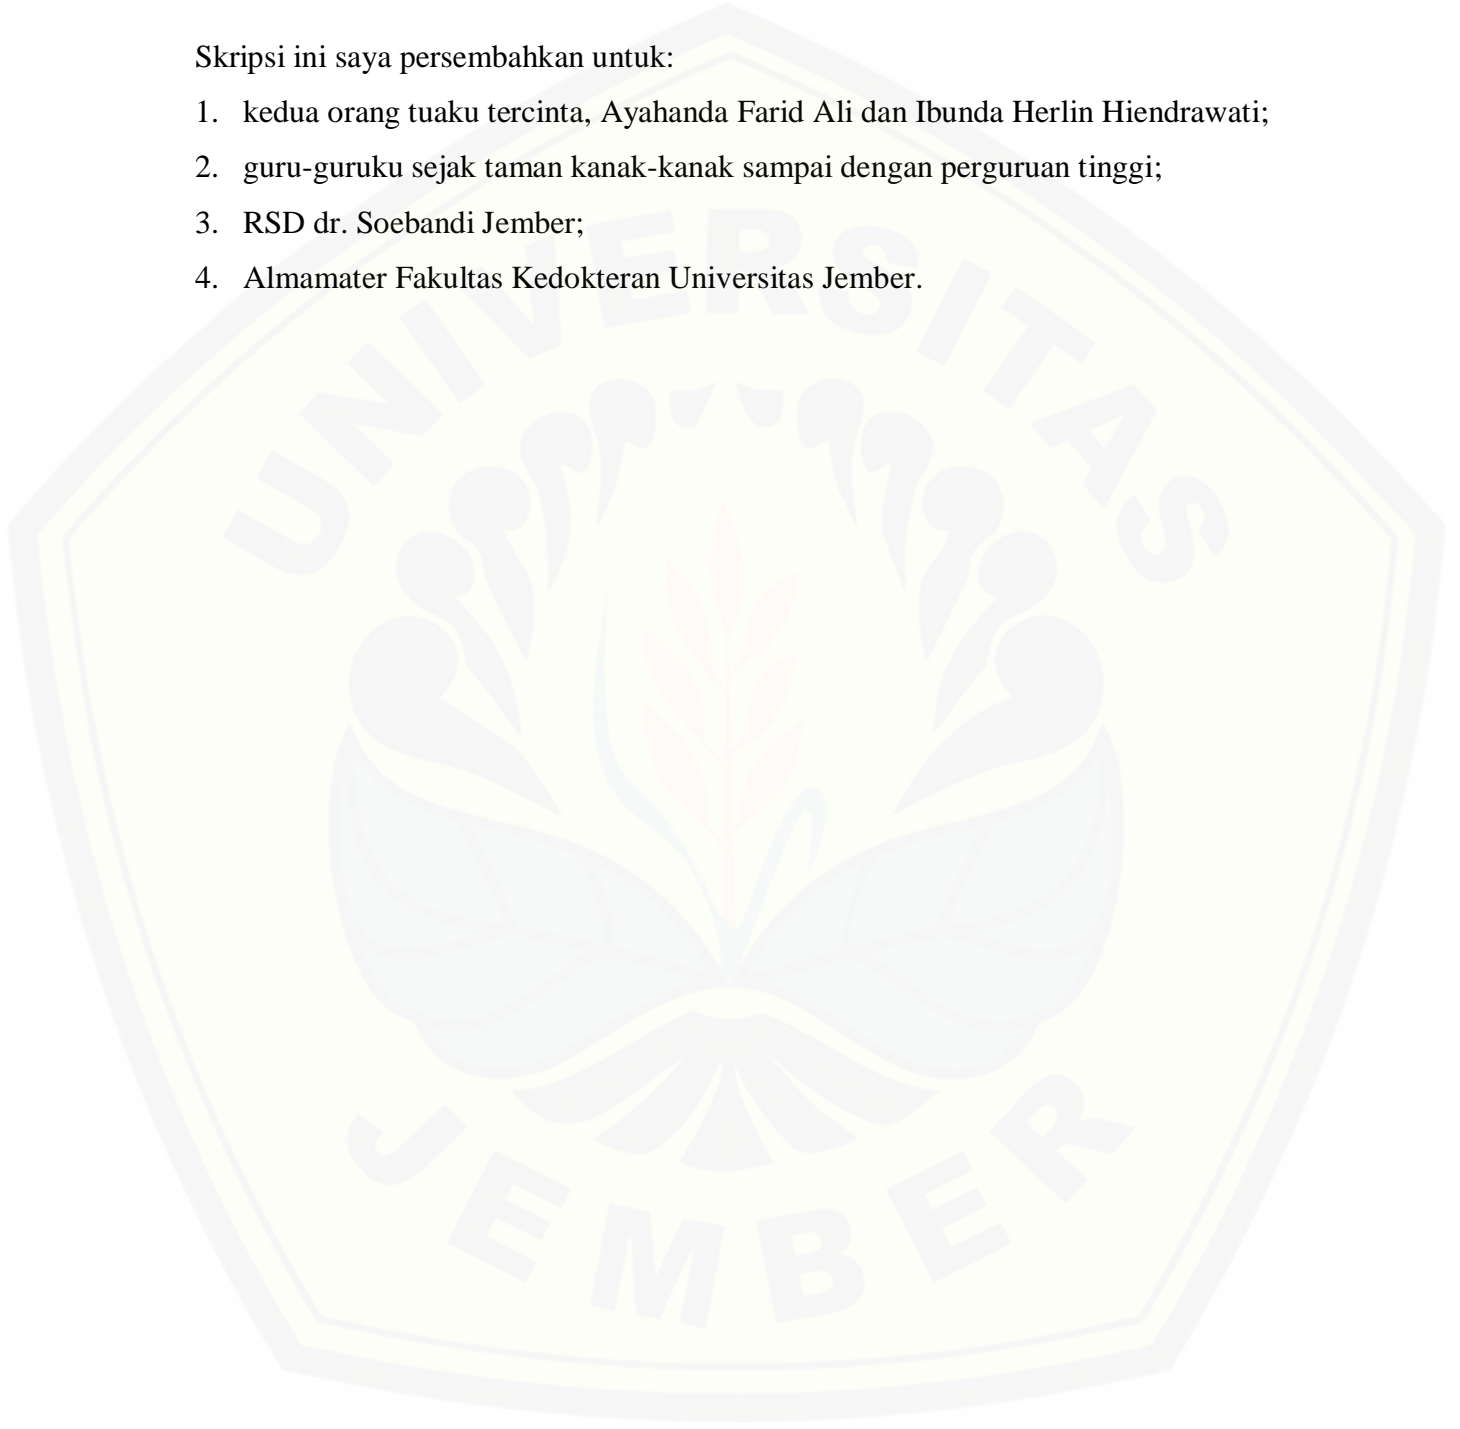 Skripsi ini saya persembahkan untuk:
1. kedua orang tuaku tercinta, Ayahanda Farid Ali dan Ibunda Herlin Hiendrawati;
2. guru-guruku sejak taman kanak-kanak sampai dengan perguruan tinggi;
3. RSD dr. Soebandi Jember;
4. Almamater Fakultas Kedokteran Universitas Jember.
UNIVERSITAS
JEMBER